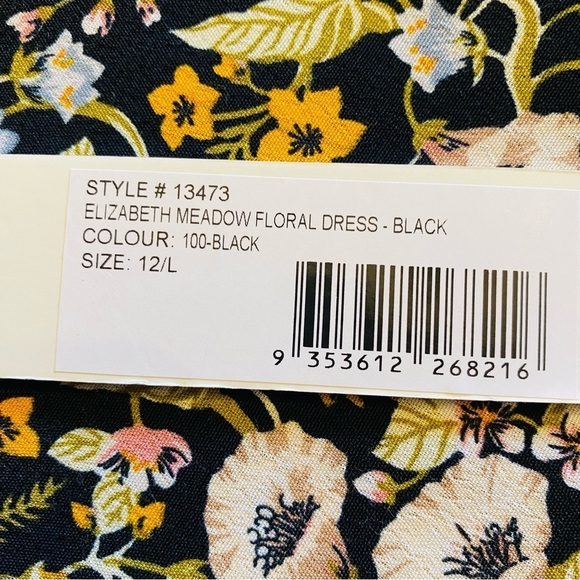 STYLE # 13473
ELIZABETH MEADOW FLORAL DRESS - BLACK
COLOUR: 100-BLACK
SIZE: 12/L
9 353612 268216